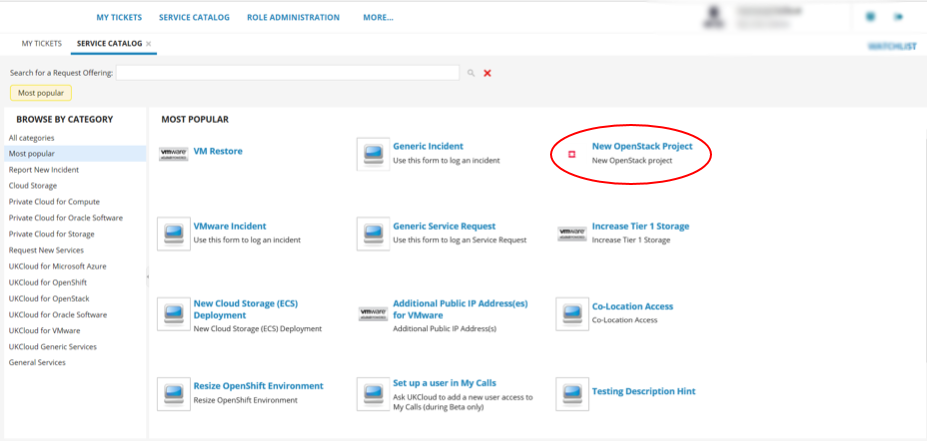 MY TICKETS SERVICE CATALOG ROLE ADMINISTRATION MORE...
MY TICKETS SERVICE CATALOG ×
WATCHLIST
Search for a Request Offering:
Most popular
BROWSE BY CATEGORY
All categories
Most popular
Report New Incident
Cloud Storage
Private Cloud for Compute
Private Cloud for Oracle Software
Private Cloud for Storage
Request New Services
UKCloud for Microsoft Azure
UKCloud for OpenShift
UKCloud for OpenStack
UKCloud for Oracle Software
UKCloud for VMware
UKCloud Generic Services
General Services
MOST POPULAR
vmware
VM Restore
Generic Incident
Use this form to log an incident
New OpenStack Project
New OpenStack project
VMware Incident
Use this form to log an incident
Generic Service Request
Use this form to log an Service Request
vmware
Increase Tier 1 Storage
Increase Tier 1 Storage
New Cloud Storage (ECS)
Deployment
New Cloud Storage (ECS) Deployment
vmware
Additional Public IP Address(es)
for VMware
Additional Public IP Address(s)
Co-Location Access
Co-Location Access
Resize OpenShift Environment
Resize OpenShift Environment
Set up a user in My Calls
Ask UKCloud to add a new user access to
My Calls (during Beta only)
Testing Description Hint